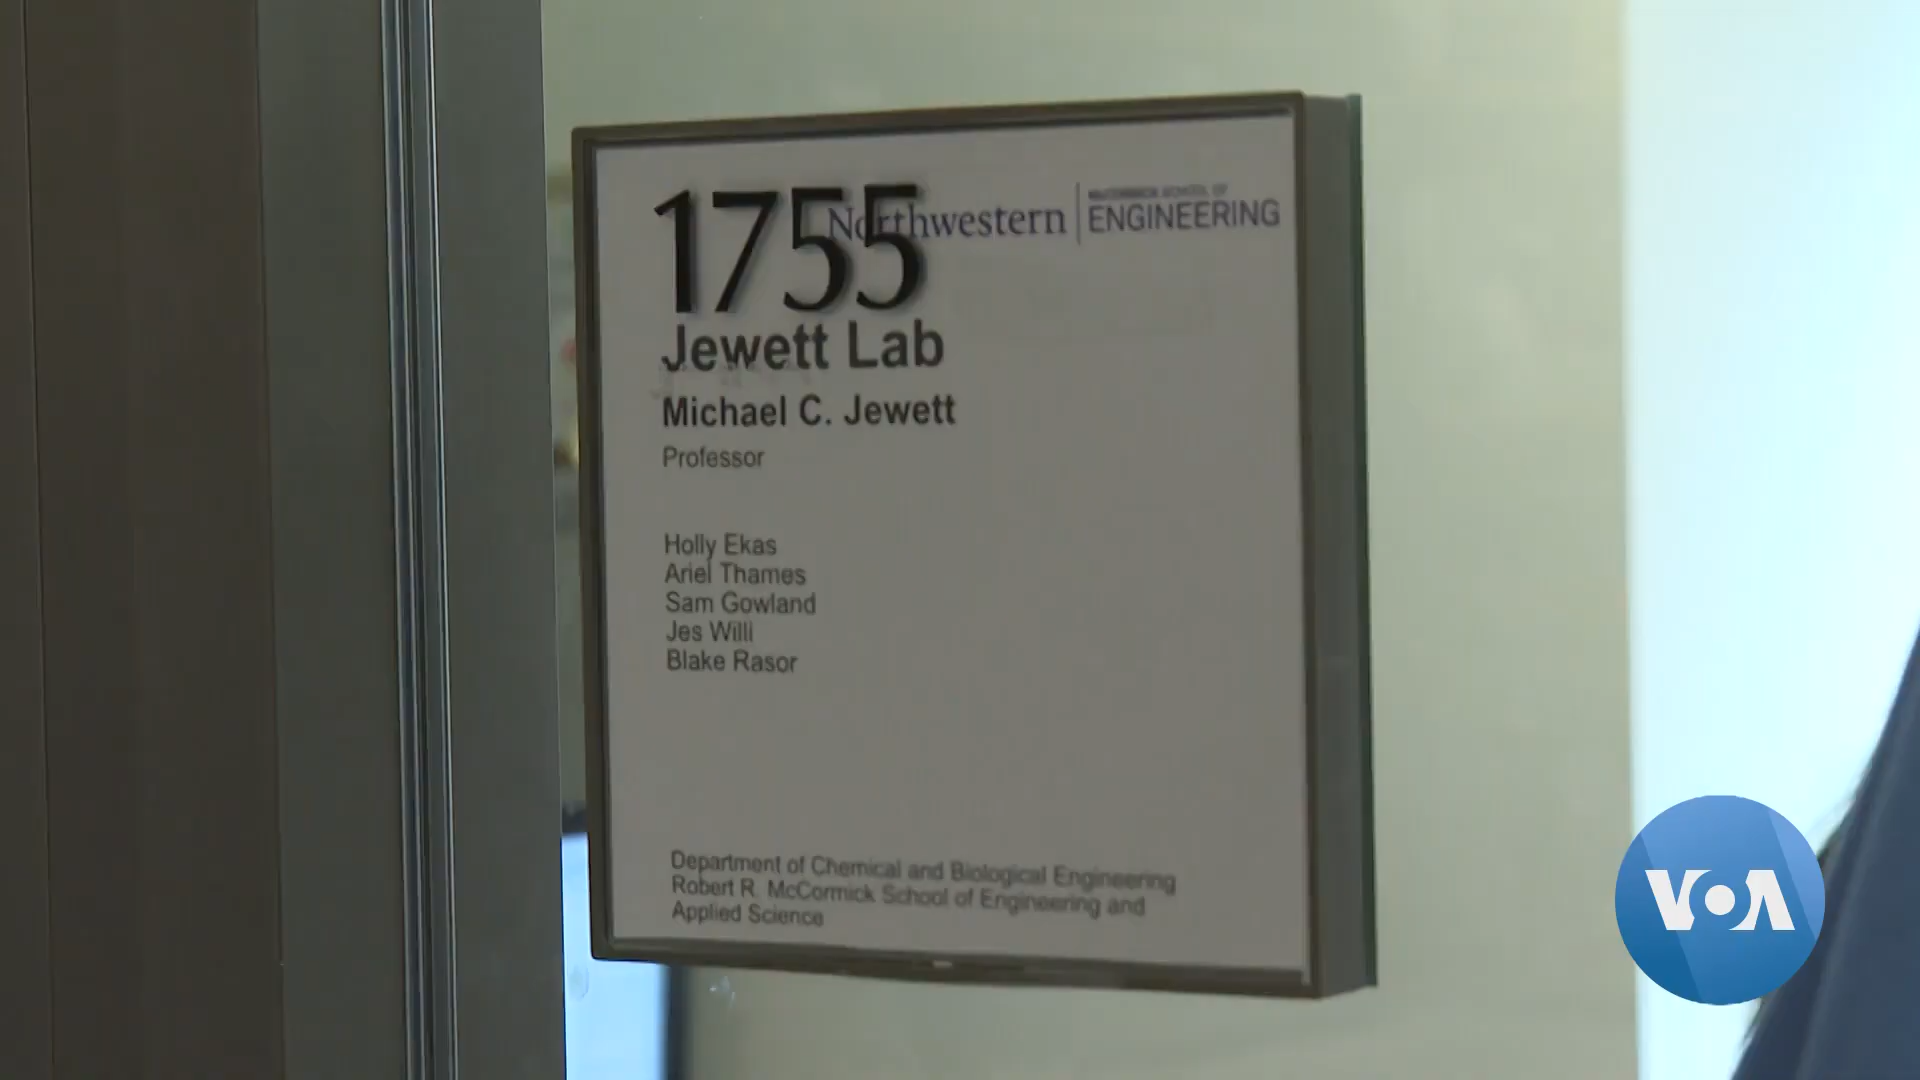 1755
Northwestern | McCORMICK SCHOOL OF
ENGINEERING
Jewett Lab
Michael C. Jewett
Professor
Holly Ekas
Ariel Thames
Sam Gowland
Jes Willi
Blake Rasor
Department of Chemical and Biological Engineering
Robert R. McCormick School of Engineering and
Applied Science
VOA